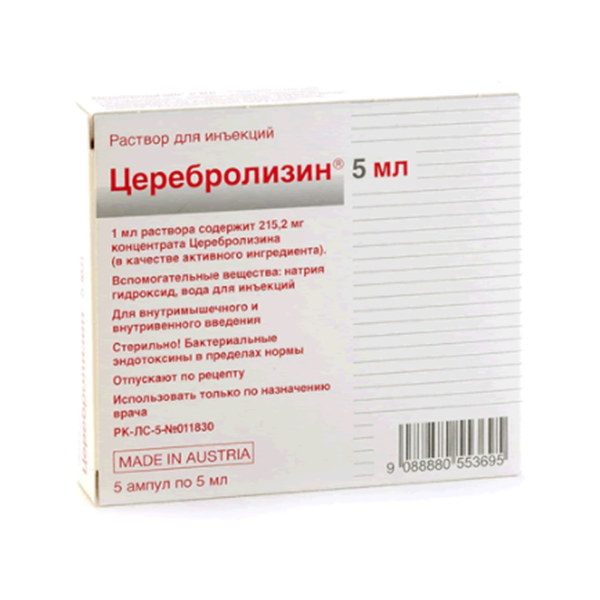 Раствор для инъекций
Церебролизин® 5 мл
1 мл раствора содержит 215,2 мг
концентрата Церебролизина
(в качестве активного ингредиента).
Вспомогательные вещества: натрия
гидроксид, вода для инъекций
Для внутримышечного и
внутривенного введения
Стерильно! Бактериальные
эндотоксины в пределах нормы
Отпускают по рецепту
Использовать только по назначению
врача
РК-ЛС-5-№011830
MADE IN AUSTRIA
5 ампул по 5 мл
9 088880 553695